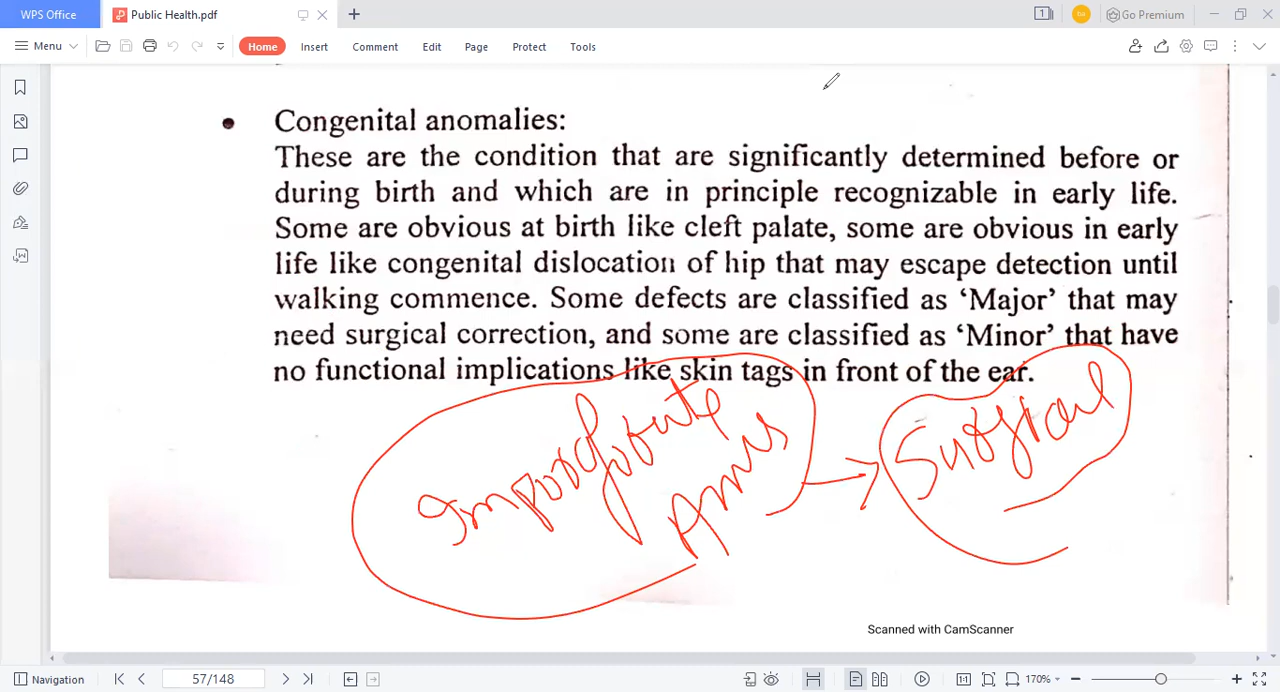 WPS Office
Public Health.pdf
1
Go Premium
Menu
Home
Insert
Comment
Edit
Page
Protect
Tools
Congenital anomalies:
These are the condition that are significantly determined before or
during birth and which are in principle recognizable in early life.
Some are obvious at birth like cleft palate, some are obvious in early
life like congenital dislocation of hip that may escape detection until
walking commence. Some defects are classified as ‘Major’ that may
need surgical correction, and some are classified as ‘Minor’ that have
no functional implications like skin tags in front of the ear.
Surgical
Scanned with CamScanner
Navigation
57/148
170%